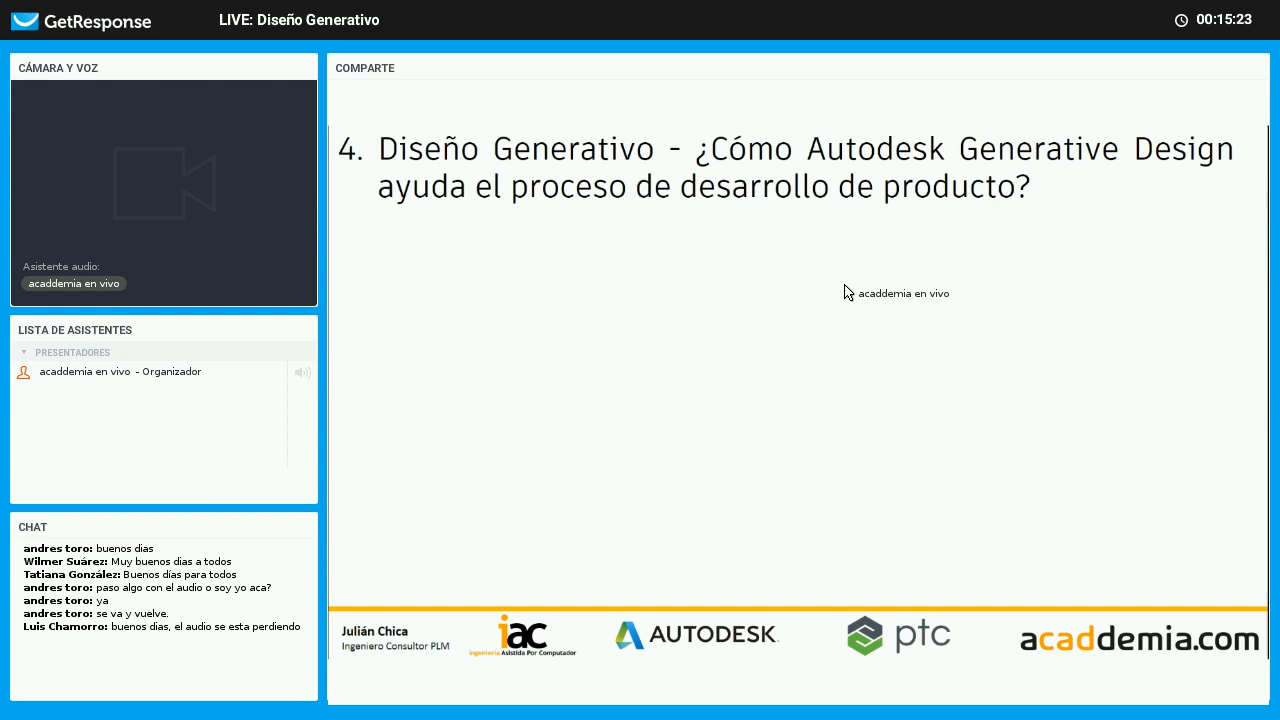 GetResponse
LIVE: Diseño Generativo
00:15:23
CÁMARA Y VOZ
Asistente audio:
acaddemia en vivo
LISTA DE ASISTENTES
PRESENTADORES
acaddemia en vivo - Organizador
CHAT
andres toro: buenos dias
Wilmer Suárez: Muy buenos dias a todos
Tatiana González: Buenos días para todos
andres toro: paso algo con el audio o soy yo aca?
andres toro: ya
andres toro: se va y vuelve.
Luis Chamorro: buenos dias, el audio se esta perdiendo
COMPARTE
4. Diseño Generativo - ¿Cómo Autodesk Generative Design
ayuda el proceso de desarrollo de producto?
acaddemia en vivo
Julián Chica
Ingeniero Consultor PLM
iac
Ingeniería Asistida Por Computador
AUTODESK.
ptc
acaddemia.com